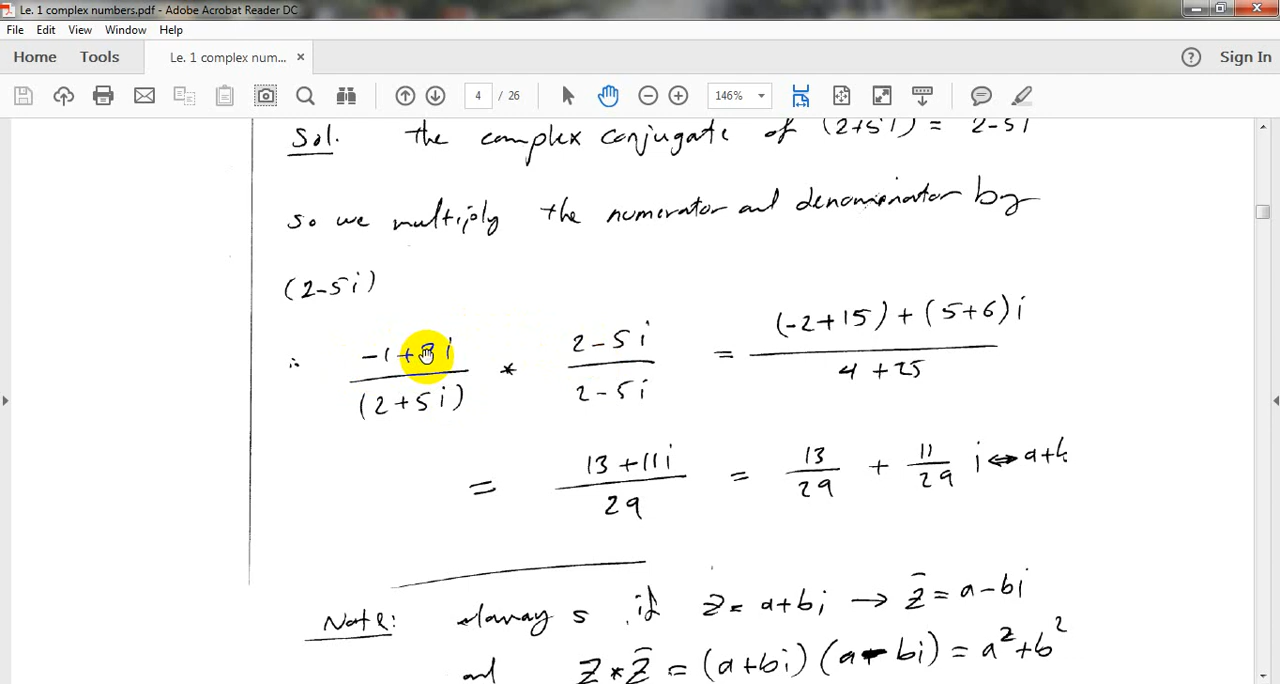 Le. 1 complex numbers.pdf - Adobe Acrobat Reader DC
File Edit View Window Help
Home Tools Le. 1 complex num... × Sign In
4 / 26 146%
Sol. the complex conjugate of (2+5i) = 2-5i
so we multiply the numerator and denominator by
(2-5i)
∴ -1+3i / (2+5i) * 2-5i / 2-5i = (-2+15)+(5+6)i / 4+25
= 13+11i / 29 = 13/29 + 11/29 i ↔ a+b
Note: always if z = a+bi → z̄ = a-bi
and z * z̄ = (a+bi)(a-bi) = a²+b²